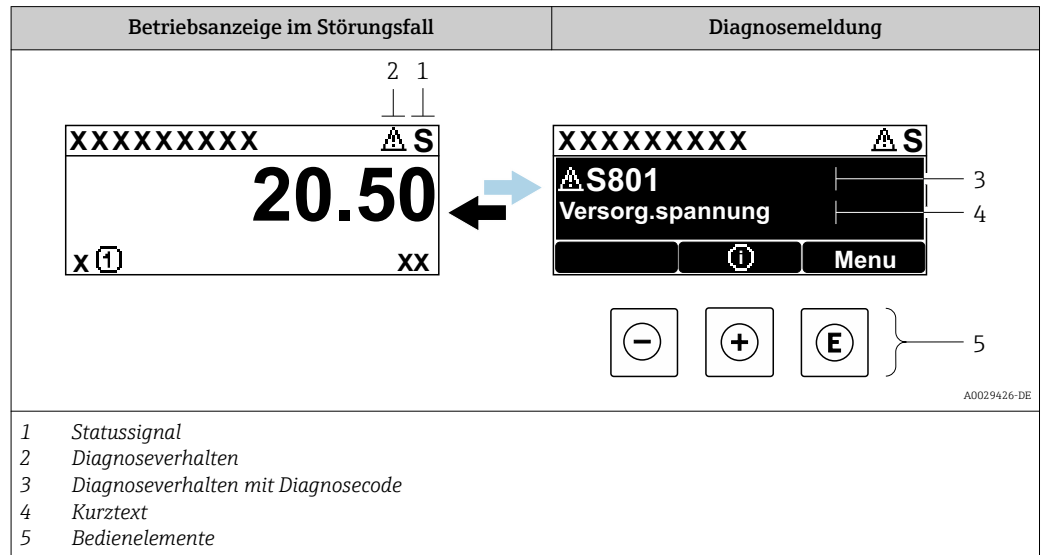 Betriebsanzeige im Störungsfall
Diagnosemeldung
2 1
XXXXXXXXX S
20.50
x 1 XX
XXXXXXXXX S
S801
Versorg.spannung
i Menu
3
4
- + E
5
A0029426-DE
1 Statussignal
2 Diagnoseverhalten
3 Diagnoseverhalten mit Diagnosecode
4 Kurztext
5 Bedienelemente